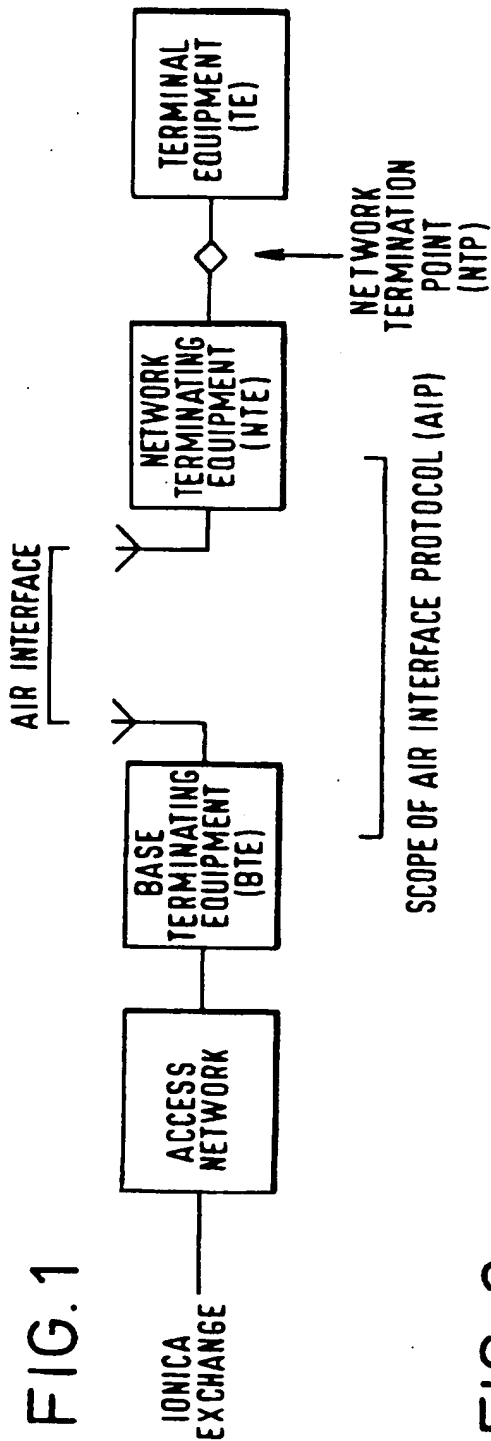 FIG.1
IONICA
EXCHANGE
ACCESS
NETWORK
BASE
TERMINATING
EQUIPMENT
(BTE)
AIR INTERFACE
NETWORK
TERMINATING
EQUIPMENT
(NTE)
TERMINAL
EQUIPMENT
(TE)
NETWORK
TERMINATION
POINT
(NTP)
SCOPE OF AIR INTERFACE PROTOCOL (AIP)